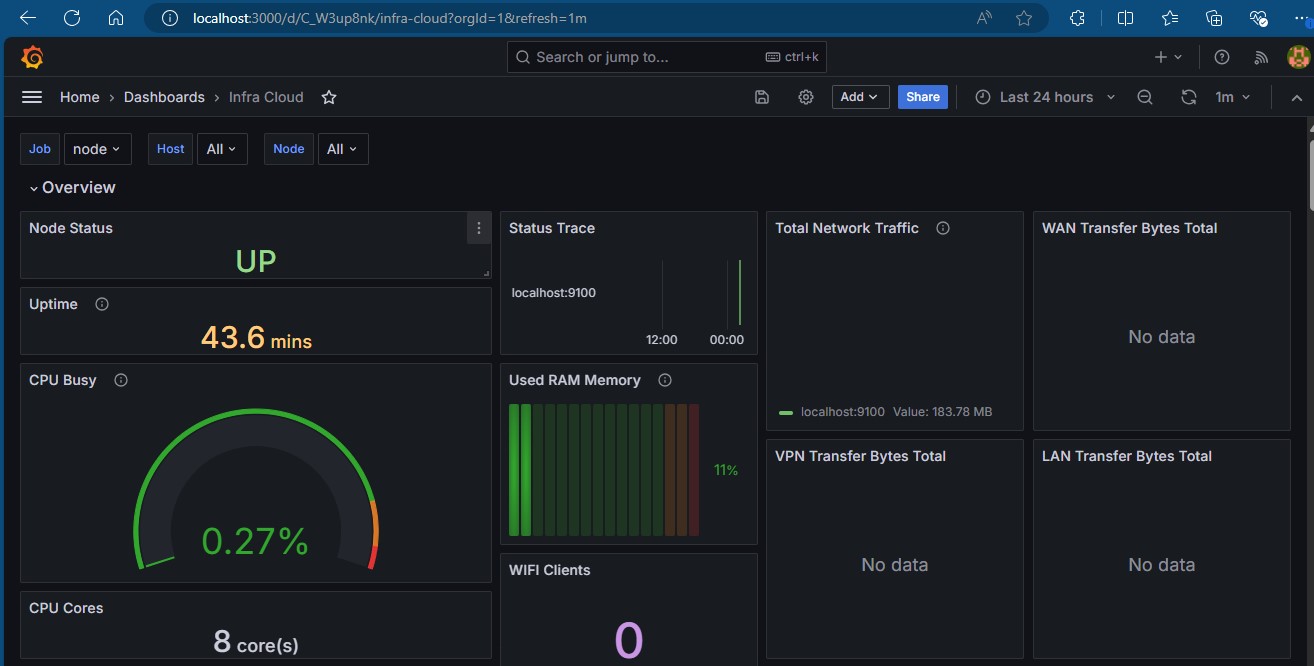 localhost:3000/d/C_W3up8nk/infra-cloud?orgId=1&refresh=1m
Search or jump to...
ctrl+k
Home › Dashboards › Infra Cloud
Add
Share
Last 24 hours
1m
Job
node
Host
All
Node
All
Overview
Node Status
UP
Uptime
43.6 mins
CPU Busy
0.27%
CPU Cores
8 core(s)
Status Trace
localhost:9100
12:00
00:00
Used RAM Memory
11%
WIFI Clients
0
Total Network Traffic
localhost:9100 Value: 183.78 MB
VPN Transfer Bytes Total
No data
WAN Transfer Bytes Total
No data
LAN Transfer Bytes Total
No data